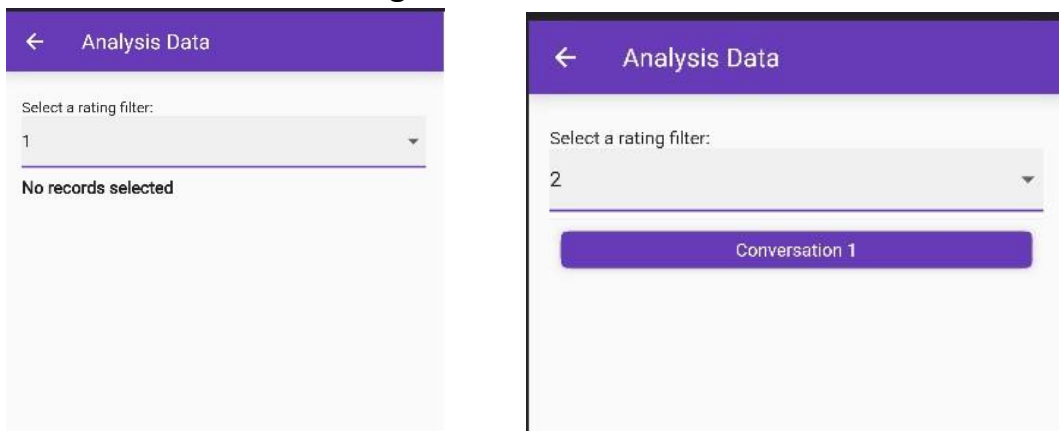 ← Analysis Data
Select a rating filter:
1
No records selected
← Analysis Data
Select a rating filter:
2
Conversation 1